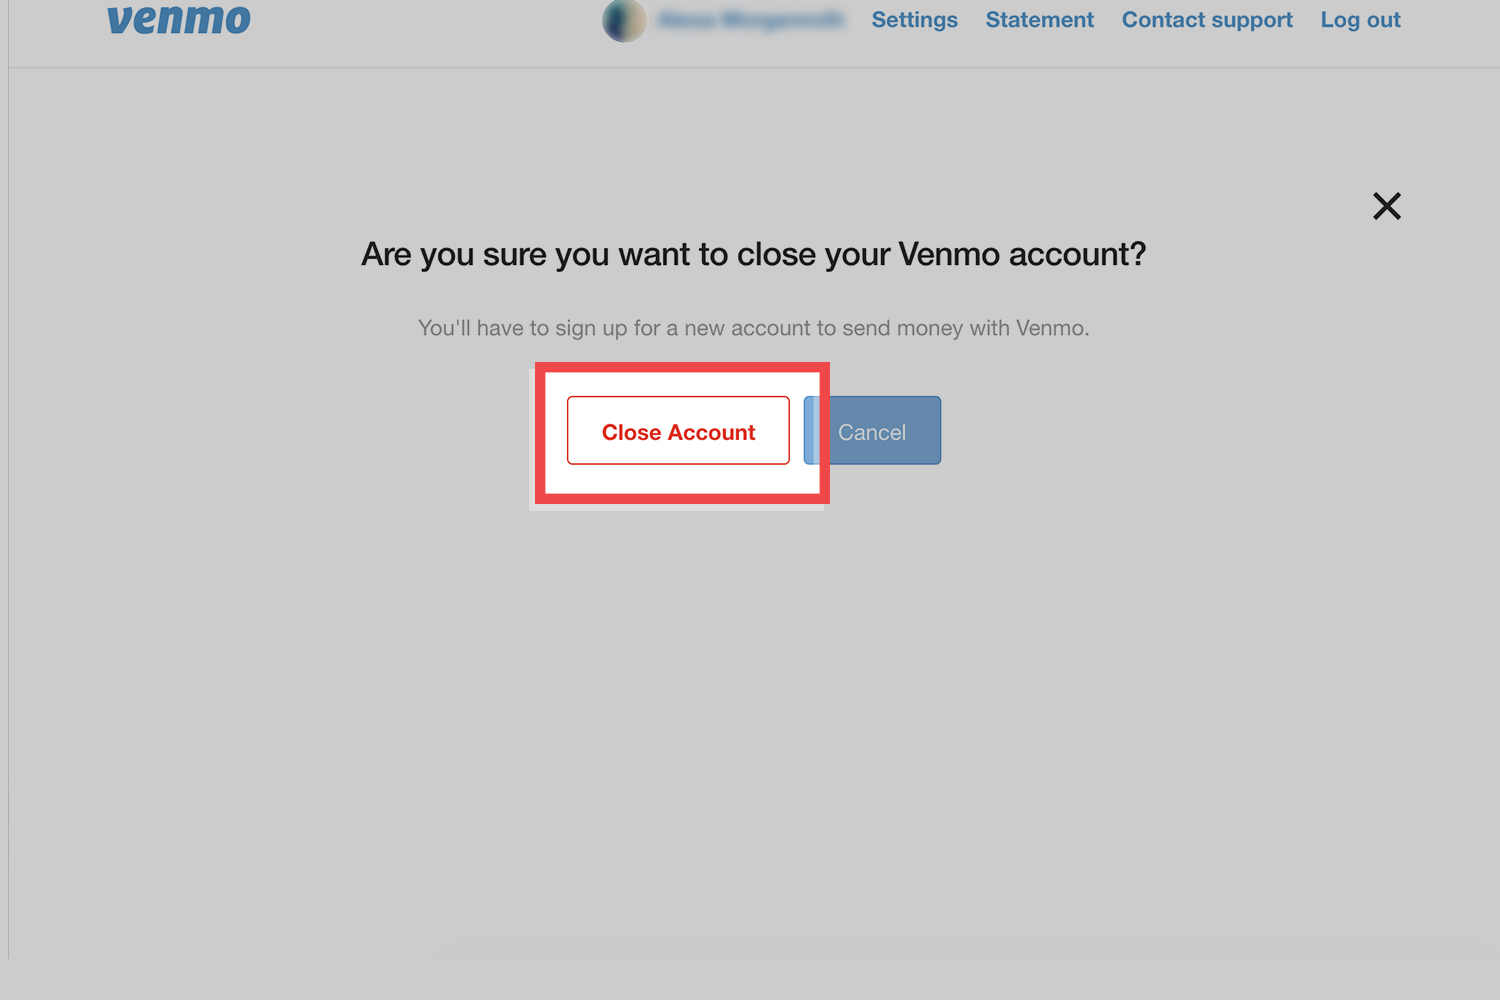 venmo
Settings Statement Contact support Log out
Are you sure you want to close your Venmo account?
You'll have to sign up for a new account to send money with Venmo.
Close Account Cancel